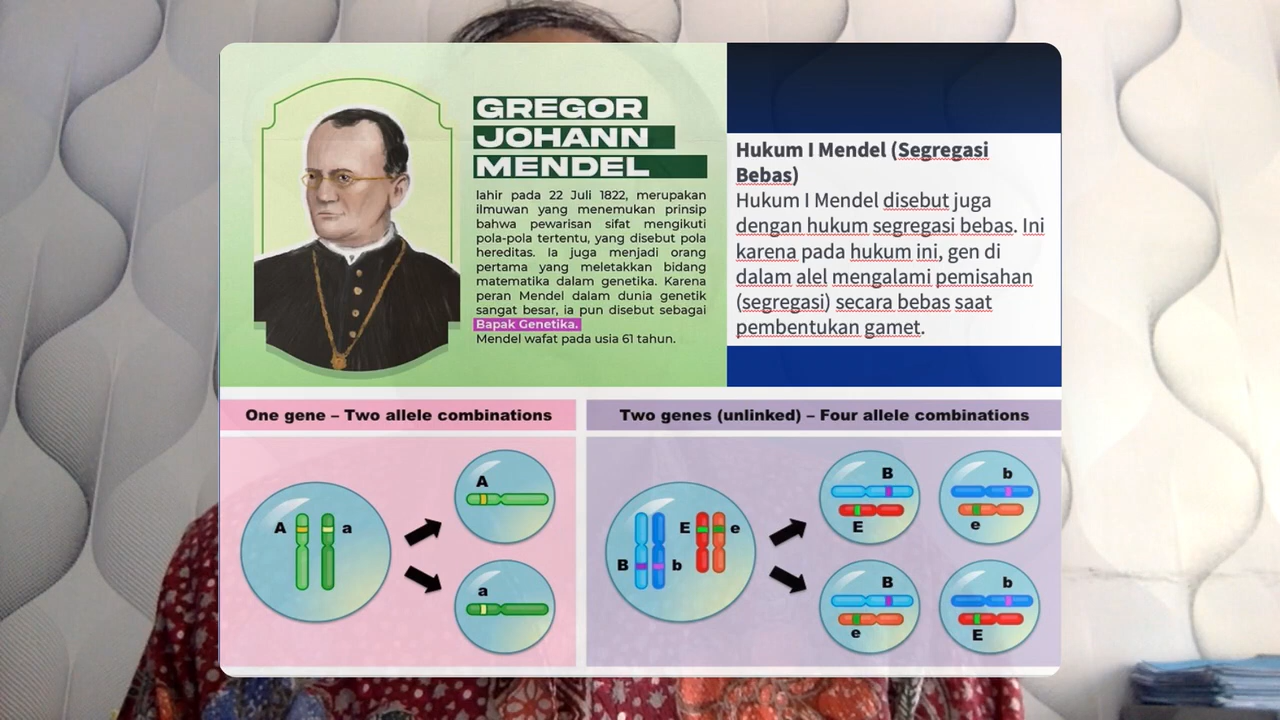 GREGOR
JOHANN
MENDEL
lahir pada 22 Juli 1822, merupakan
ilmuwan yang menemukan prinsip
bahwa pewarisan sifat mengikuti
pola-pola tertentu, yang disebut pola
hereditas. Ia juga menjadi orang
pertama yang meletakkan bidang
matematika dalam genetika. Karena
peran Mendel dalam dunia genetik
sangat besar, ia pun disebut sebagai
Bapak Genetika.
Mendel wafat pada usia 61 tahun.
Hukum I Mendel (Segregasi
Bebas)
Hukum I Mendel disebut juga
dengan hukum segregasi bebas. Ini
karena pada hukum ini, gen di
dalam alel mengalami pemisahan
(segregasi) secara bebas saat
pembentukan gamet.
One gene – Two allele combinations
A
a
A
a
Two genes (unlinked) – Four allele combinations
E
e
B
b
B
E
b
e
B
e
b
E